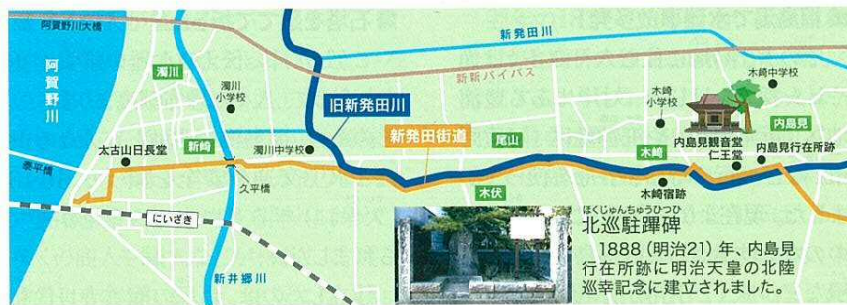 阿賀野川大橋
新発田川
新新バイパス
阿賀野川
濁川
濁川
小学校
旧新発田川
木崎
小学校
木崎中学校
内島見
新崎
濁川中学校
新発田街道
尾山
木崎
内島見観音堂
仁王堂
内島見行在所跡
太古山日長堂
泰平橋
久平橋
木伏
木崎宿跡
にいざき
新井郷川
ほくじゅんちゅうひつひ
北巡駐蹕碑
1888(明治21)年、内島見
行在所跡に明治天皇の北陸
巡幸記念に建立されました。